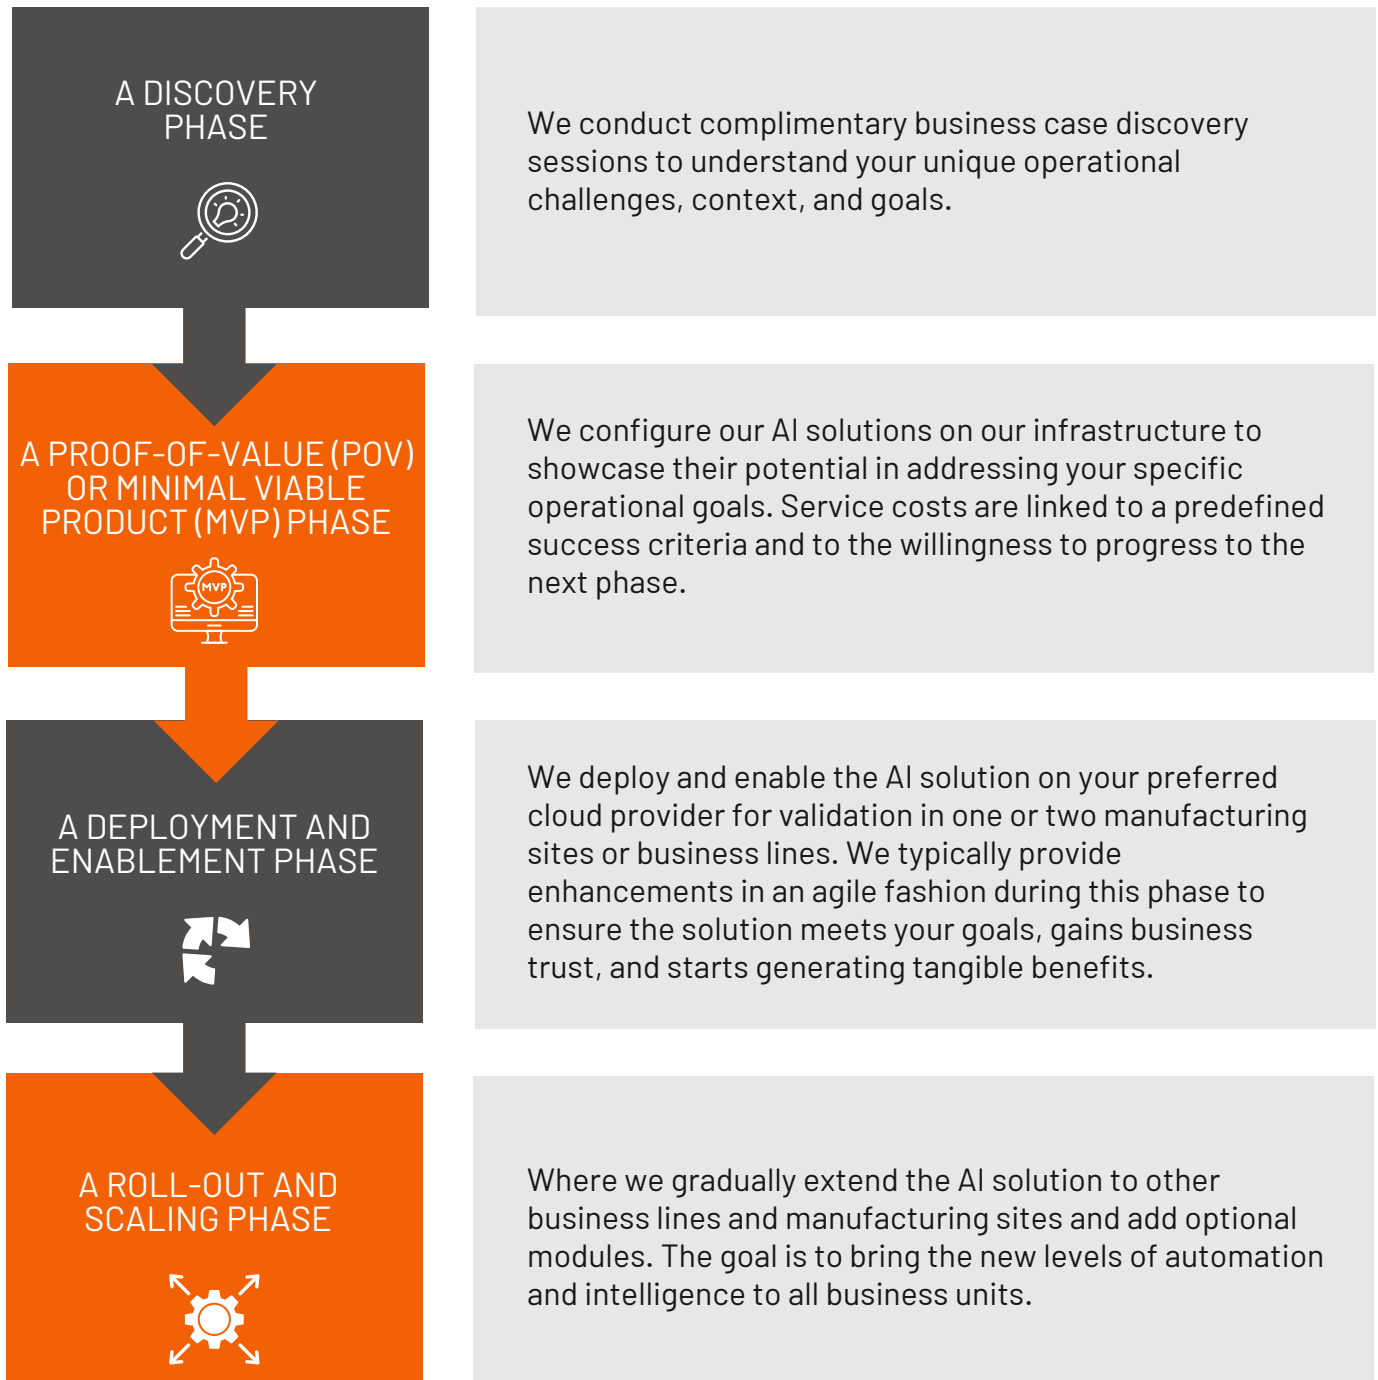 A DISCOVERY
PHASE
We conduct complimentary business case discovery
sessions to understand your unique operational
challenges, context, and goals.
A PROOF-OF-VALUE (POV)
OR MINIMAL VIABLE
PRODUCT (MVP) PHASE
MVP
We configure our AI solutions on our infrastructure to
showcase their potential in addressing your specific
operational goals. Service costs are linked to a predefined
success criteria and to the willingness to progress to the
next phase.
A DEPLOYMENT AND
ENABLEMENT PHASE
We deploy and enable the AI solution on your preferred
cloud provider for validation in one or two manufacturing
sites or business lines. We typically provide
enhancements in an agile fashion during this phase to
ensure the solution meets your goals, gains business
trust, and starts generating tangible benefits.
A ROLL-OUT AND
SCALING PHASE
Where we gradually extend the AI solution to other
business lines and manufacturing sites and add optional
modules. The goal is to bring the new levels of automation
and intelligence to all business units.